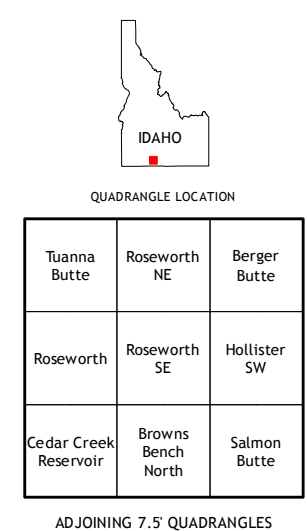 IDAHO
QUADRANGLE LOCATION
Tuanna
Butte
Roseworth
NE
Berger
Butte
Roseworth
Roseworth
SE
Hollister
SW
Cedar Creek
Reservoir
Browns
Bench
North
Salmon
Butte
ADJOINING 7.5' QUADRANGLES